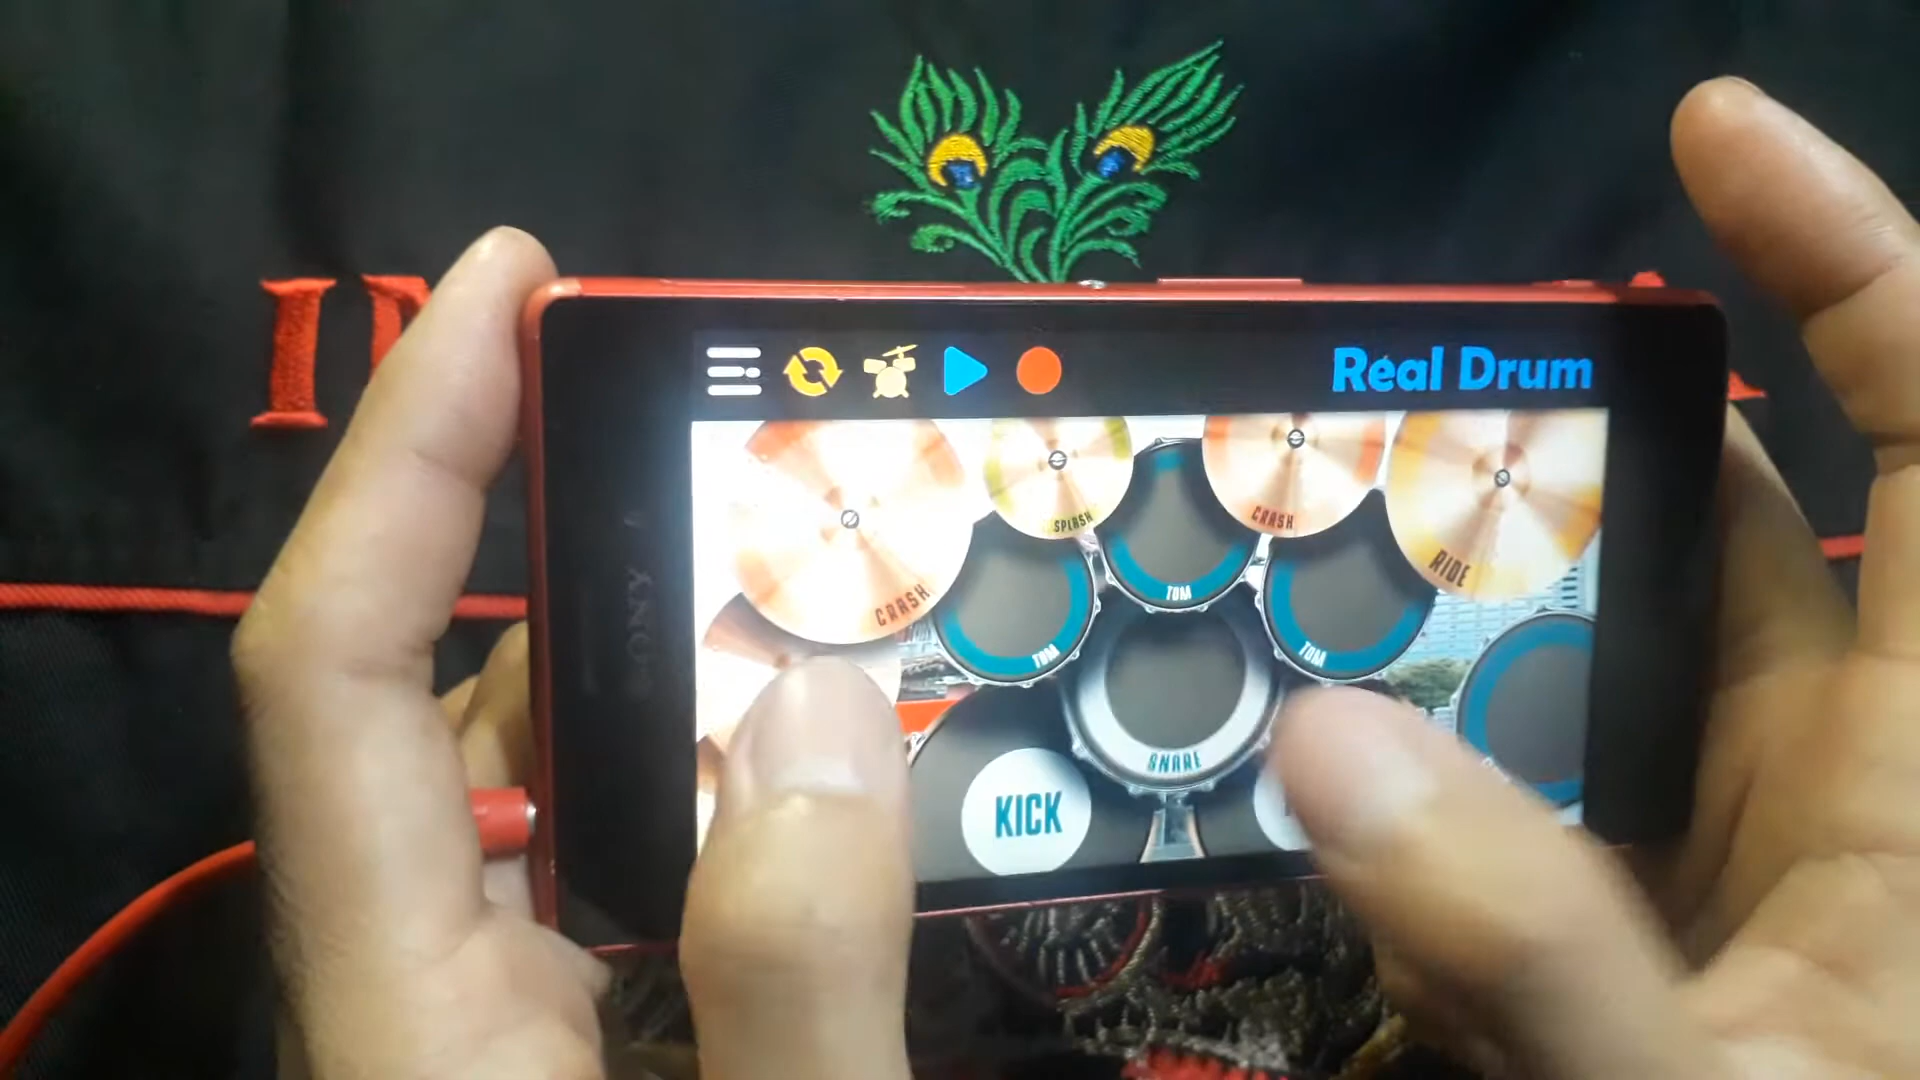 Real Drum
SPLASH
CRASH
RIDE
CRASH
TOM
TOM
TOM
SNARE
KICK
SONY